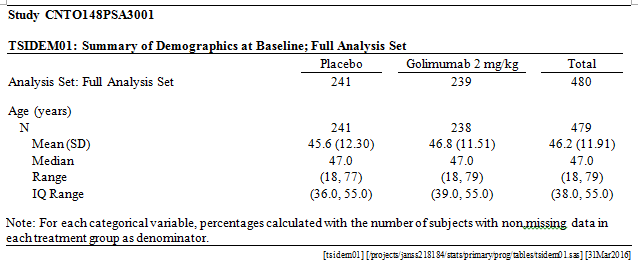 Study CNTO148PSA3001
TSIDEM01: Summary of Demographics at Baseline; Full Analysis Set
Placebo Golimumab 2 mg/kg Total
Analysis Set: Full Analysis Set 241 239 480
Age (years)
N 241 238 479
Mean (SD) 45.6 (12.30) 46.8 (11.51) 46.2 (11.91)
Median 47.0 47.0 47.0
Range (18, 77) (18, 79) (18, 79)
IQ Range (36.0, 55.0) (39.0, 55.0) (38.0, 55.0)
Note: For each categorical variable, percentages calculated with the number of subjects with non missing data in
each treatment group as denominator.
[tsidem01] [/projects/janss218184/stats/primary/prog/tables/tsidem01.sas] [31Mar2016]